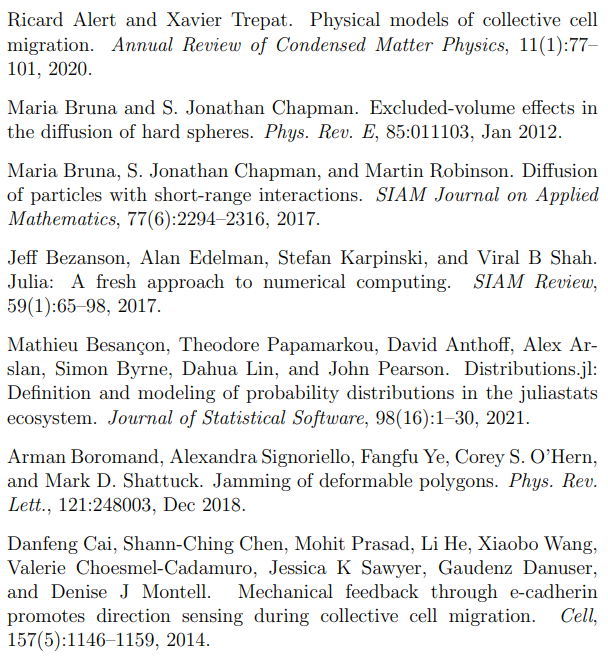 Ricard Alert and Xavier Trepat. Physical models of collective cell
migration. Annual Review of Condensed Matter Physics, 11(1):77–
101, 2020.
Maria Bruna and S. Jonathan Chapman. Excluded-volume effects in
the diffusion of hard spheres. Phys. Rev. E, 85:011103, Jan 2012.
Maria Bruna, S. Jonathan Chapman, and Martin Robinson. Diffusion
of particles with short-range interactions. SIAM Journal on Applied
Mathematics, 77(6):2294–2316, 2017.
Jeff Bezanson, Alan Edelman, Stefan Karpinski, and Viral B Shah.
Julia: A fresh approach to numerical computing. SIAM Review,
59(1):65–98, 2017.
Mathieu Besançon, Theodore Papamarkou, David Anthoff, Alex Ar-
slan, Simon Byrne, Dahua Lin, and John Pearson. Distributions.jl:
Definition and modeling of probability distributions in the juliastats
ecosystem. Journal of Statistical Software, 98(16):1–30, 2021.
Arman Boromand, Alexandra Signoriello, Fangfu Ye, Corey S. O'Hern,
and Mark D. Shattuck. Jamming of deformable polygons. Phys. Rev.
Lett., 121:248003, Dec 2018.
Danfeng Cai, Shann-Ching Chen, Mohit Prasad, Li He, Xiaobo Wang,
Valerie Choesmel-Cadamuro, Jessica K Sawyer, Gaudenz Danuser,
and Denise J Montell. Mechanical feedback through e-cadherin
promotes direction sensing during collective cell migration. Cell,
157(5):1146–1159, 2014.